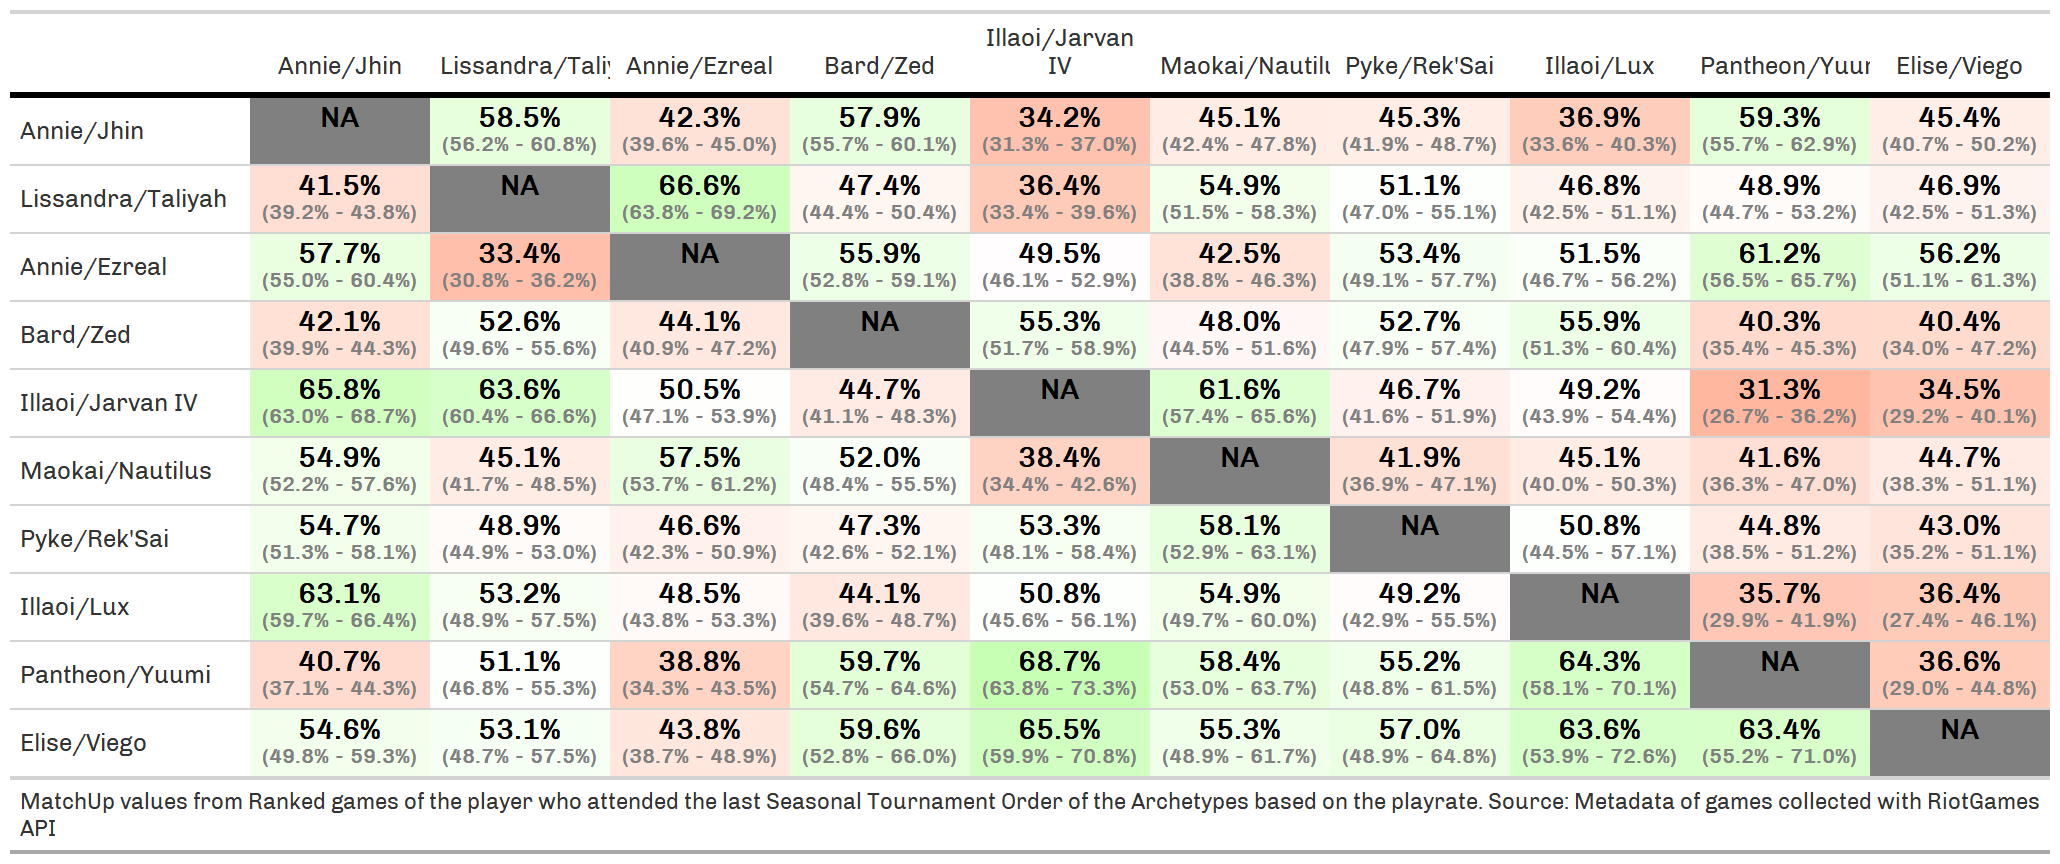 Illaoi/Jarvan
Annie/Jhin Lissandra/Taliy Annie/Ezreal Bard/Zed IV Maokai/Nautilu Pyke/Rek'Sai Illaoi/Lux Pantheon/Yuur Elise/Viego
Annie/Jhin NA 58.5% 42.3% 57.9% 34.2% 45.1% 45.3% 36.9% 59.3% 45.4%
(56.2% - 60.8%) (39.6% - 45.0%) (55.7% - 60.1%) (31.3% - 37.0%) (42.4% - 47.8%) (41.9% - 48.7%) (33.6% - 40.3%) (55.7% - 62.9%) (40.7% - 50.2%)
Lissandra/Taliyah 41.5% NA 66.6% 47.4% 36.4% 54.9% 51.1% 46.8% 48.9% 46.9%
(39.2% - 43.8%) (63.8% - 69.2%) (44.4% - 50.4%) (33.4% - 39.6%) (51.5% - 58.3%) (47.0% - 55.1%) (42.5% - 51.1%) (44.7% - 53.2%) (42.5% - 51.3%)
Annie/Ezreal 57.7% 33.4% NA 55.9% 49.5% 42.5% 53.4% 51.5% 61.2% 56.2%
(55.0% - 60.4%) (30.8% - 36.2%) (52.8% - 59.1%) (46.1% - 52.9%) (38.8% - 46.3%) (49.1% - 57.7%) (46.7% - 56.2%) (56.5% - 65.7%) (51.1% - 61.3%)
Bard/Zed 42.1% 52.6% 44.1% NA 55.3% 48.0% 52.7% 55.9% 40.3% 40.4%
(39.9% - 44.3%) (49.6% - 55.6%) (40.9% - 47.2%) (51.7% - 58.9%) (44.5% - 51.6%) (47.9% - 57.4%) (51.3% - 60.4%) (35.4% - 45.3%) (34.0% - 47.2%)
Illaoi/Jarvan IV 65.8% 63.6% 50.5% 44.7% NA 61.6% 46.7% 49.2% 31.3% 34.5%
(63.0% - 68.7%) (60.4% - 66.6%) (47.1% - 53.9%) (41.1% - 48.3%) (57.4% - 65.6%) (41.6% - 51.9%) (43.9% - 54.4%) (26.7% - 36.2%) (29.2% - 40.1%)
Maokai/Nautilus 54.9% 45.1% 57.5% 52.0% 38.4% NA 41.9% 45.1% 41.6% 44.7%
(52.2% - 57.6%) (41.7% - 48.5%) (53.7% - 61.2%) (48.4% - 55.5%) (34.4% - 42.6%) (36.9% - 47.1%) (40.0% - 50.3%) (36.3% - 47.0%) (38.3% - 51.1%)
Pyke/Rek'Sai 54.7% 48.9% 46.6% 47.3% 53.3% 58.1% NA 50.8% 44.8% 43.0%
(51.3% - 58.1%) (44.9% - 53.0%) (42.3% - 50.9%) (42.6% - 52.1%) (48.1% - 58.4%) (52.9% - 63.1%) (44.5% - 57.1%) (38.5% - 51.2%) (35.2% - 51.1%)
Illaoi/Lux 63.1% 53.2% 48.5% 44.1% 50.8% 54.9% 49.2% NA 35.7% 36.4%
(59.7% - 66.4%) (48.9% - 57.5%) (43.8% - 53.3%) (39.6% - 48.7%) (45.6% - 56.1%) (49.7% - 60.0%) (42.9% - 55.5%) (29.9% - 41.9%) (27.4% - 46.1%)
Pantheon/Yuumi 40.7% 51.1% 38.8% 59.7% 68.7% 58.4% 55.2% 64.3% NA 36.6%
(37.1% - 44.3%) (46.8% - 55.3%) (34.3% - 43.5%) (54.7% - 64.6%) (63.8% - 73.3%) (53.0% - 63.7%) (48.8% - 61.5%) (58.1% - 70.1%) (29.0% - 44.8%)
Elise/Viego 54.6% 53.1% 43.8% 59.6% 65.5% 55.3% 57.0% 63.6% 63.4% NA
(49.8% - 59.3%) (48.7% - 57.5%) (38.7% - 48.9%) (52.8% - 66.0%) (59.9% - 70.8%) (48.9% - 61.7%) (48.9% - 64.8%) (53.9% - 72.6%) (55.2% - 71.0%)
MatchUp values from Ranked games of the player who attended the last Seasonal Tournament Order of the Archetypes based on the playrate. Source: Metadata of games collected with RiotGames
API